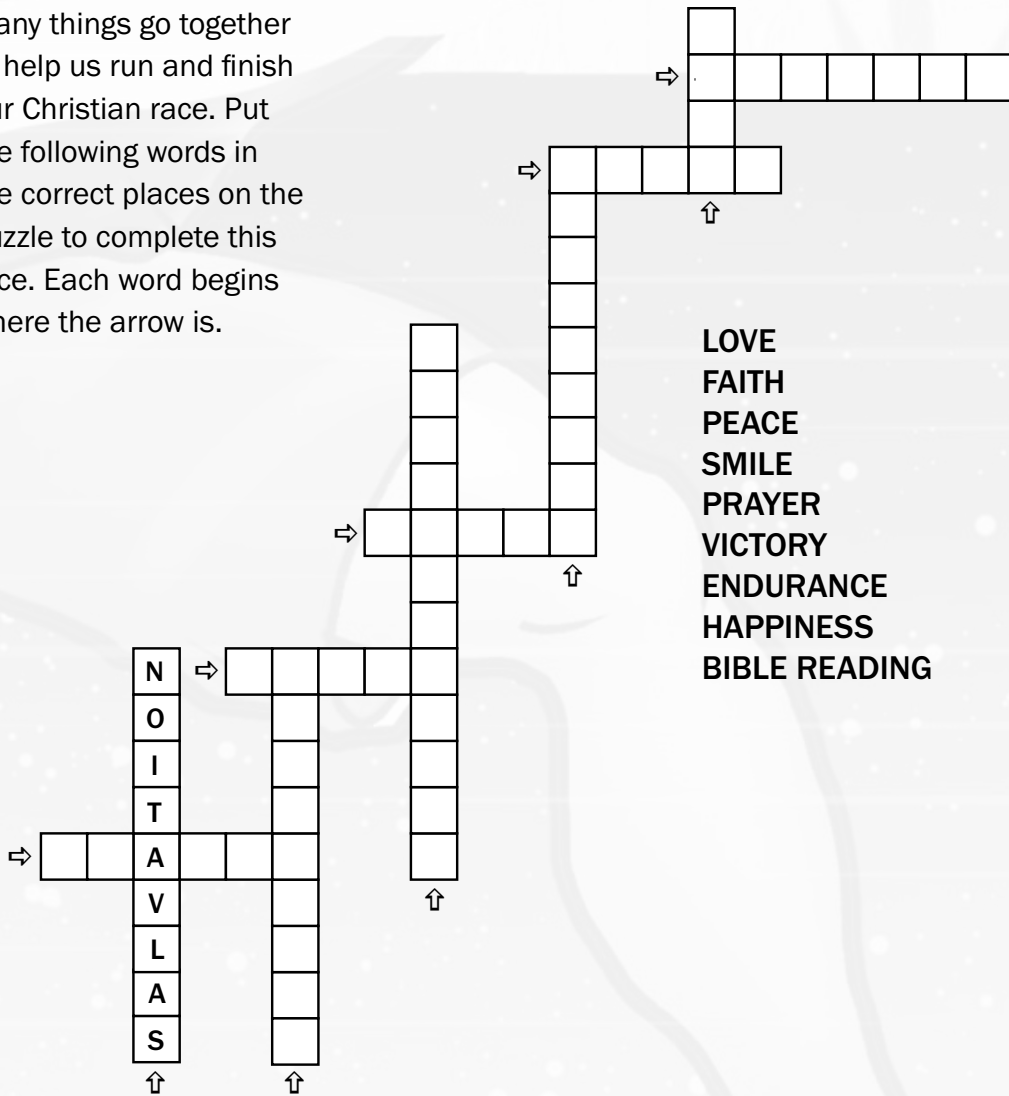 any things go together
help us run and finish
r Christian race. Put
e following words in
e correct places on the
zzle to complete this
ce. Each word begins
here the arrow is.
LOVE
FAITH
PEACE
SMILE
PRAYER
VICTORY
ENDURANCE
HAPPINESS
BIBLE READING
N
O
I
T
A
V
L
A
S